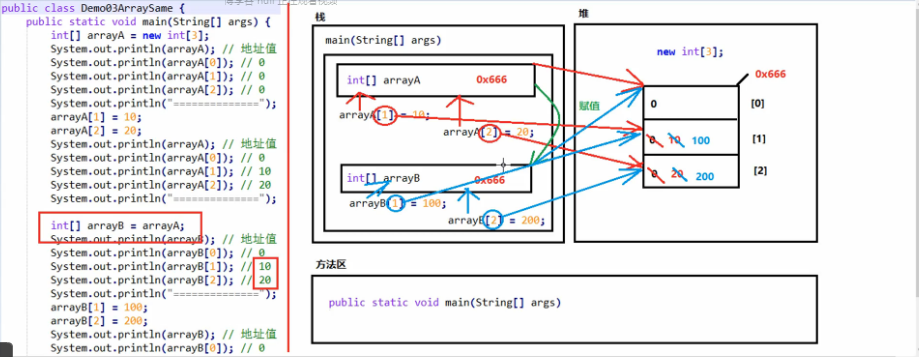 public class Demo03ArraySame {
public static void main(String[] args) {
int[] arrayA = new int[3];
System.out.println(arrayA); // 地址值
System.out.println(arrayA[0]); // 0
System.out.println(arrayA[1]); // 0
System.out.println(arrayA[2]); // 0
System.out.println("==============");
arrayA[1] = 10;
arrayA[2] = 20;
System.out.println(arrayA); // 地址值
System.out.println(arrayA[0]); // 0
System.out.println(arrayA[1]); // 10
System.out.println(arrayA[2]); // 20
System.out.println("==============");
int[] arrayB = arrayA;
System.out.println(arrayB); // 地址值
System.out.println(arrayB[0]); // 0
System.out.println(arrayB[1]); // 10
System.out.println(arrayB[2]); // 20
System.out.println("==============");
arrayB[1] = 100;
arrayB[2] = 200;
System.out.println(arrayB); // 地址值
System.out.println(arrayB[0]); // 0
栈
main(String[] args)
int[] arrayA 0x666
arrayA[1] = 10;
arrayA[2] = 20;
赋值
int[] arrayB 0x666
arrayB[1] = 100;
arrayB[2] = 200;
堆
new int[3];
0x666
0 [0]
0 10 100 [1]
0 20 200 [2]
方法区
public static void main(String[] args)